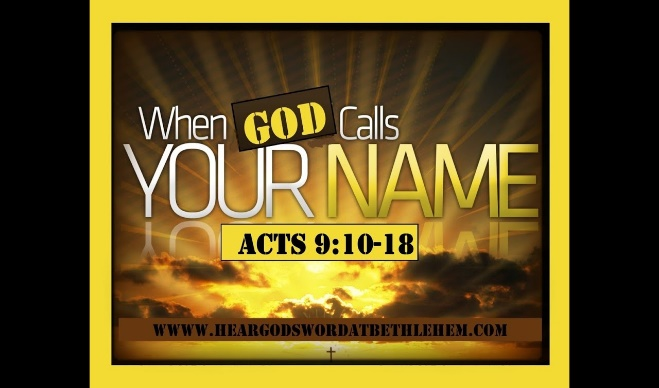 When GOD Calls
YOUR NAME
ACTS 9:10-18
WWW.HEARGODSWORDATBETHLEHEM.COM